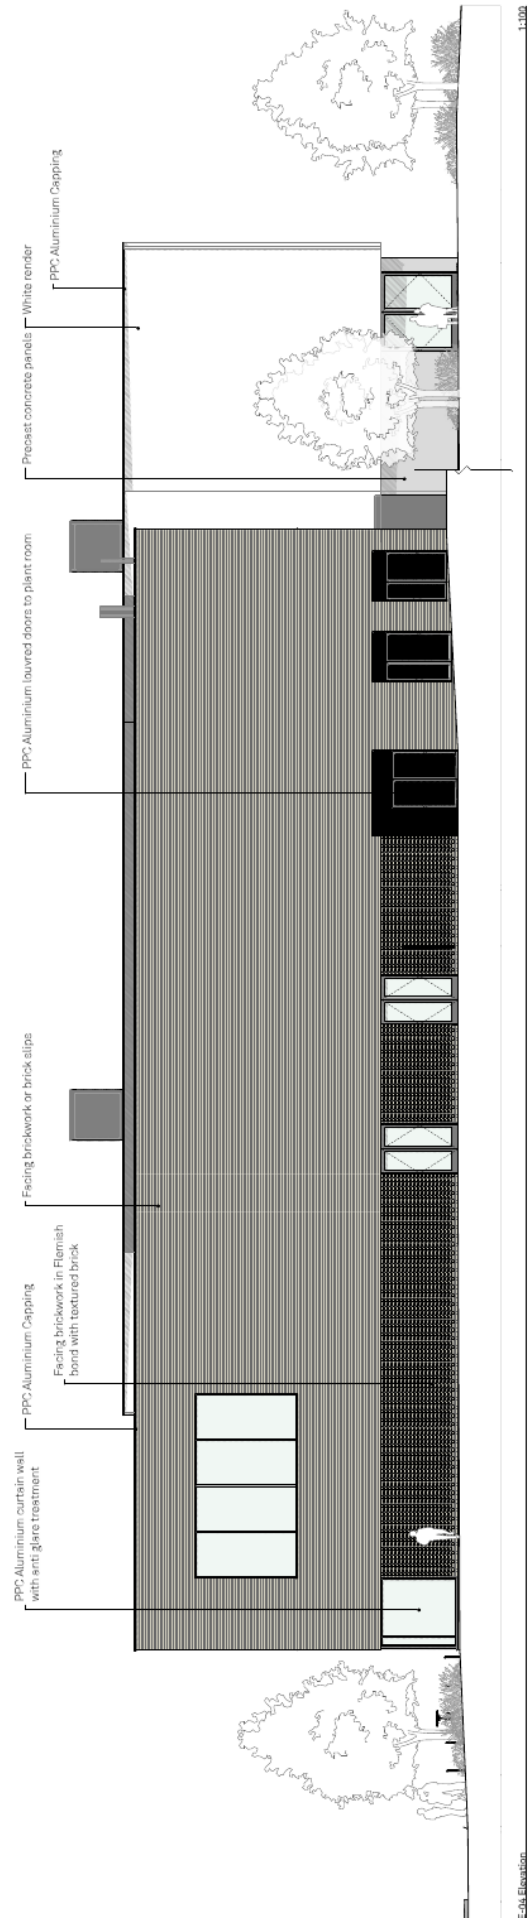 PPC Aluminium curtain wall
with anti glare treatment
PPC Aluminium Capping
Facing brickwork in Flemish
bond with textured brick
Facing brickwork or brick slips
PPC Aluminium louvred doors to plant room
Precast concrete panels
White render
PPC Aluminium Capping
E-04 Elevation
1:100